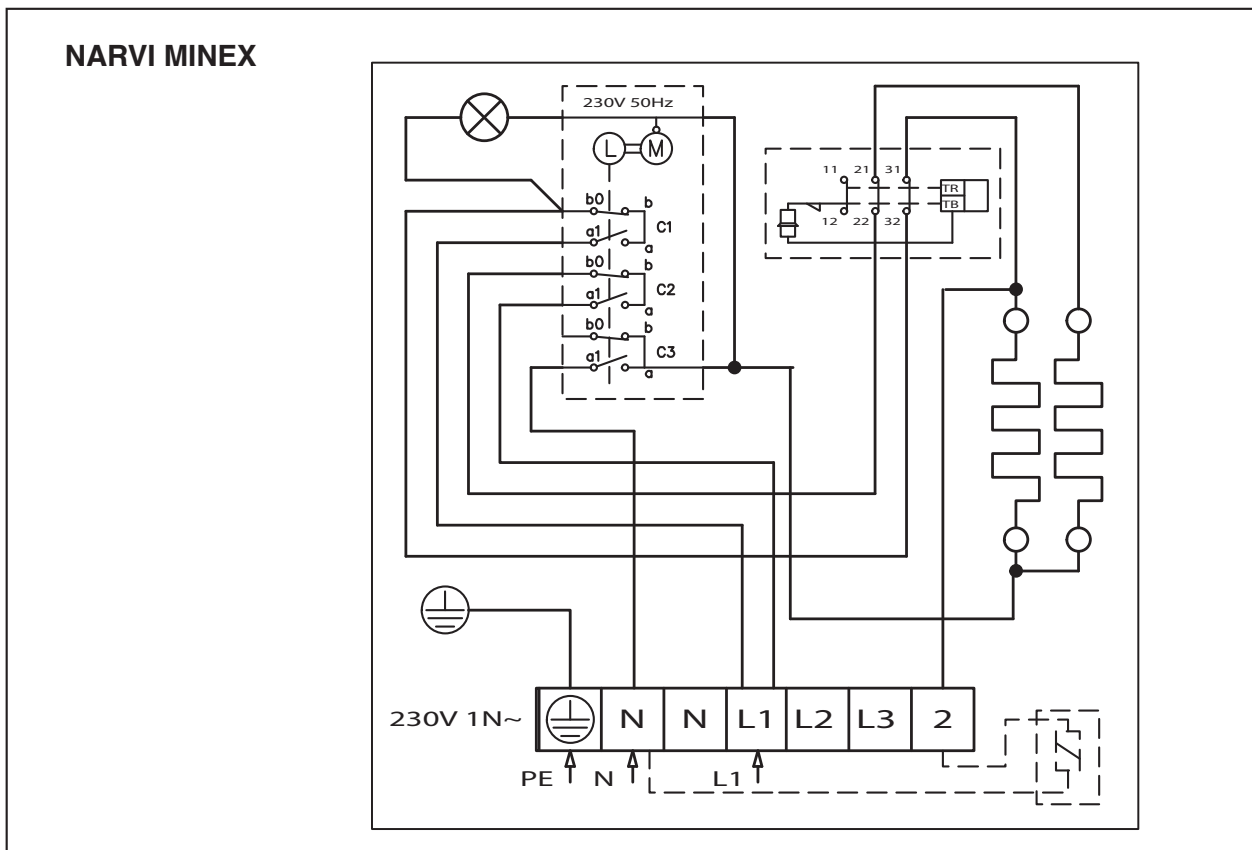 NARVI MINEX
230V 50Hz
L M
b0 b
C1
a1 a
b0 b
C2
a1 a
b0 b
C3
a1 a
11 21 31
TR
TB
12 22 32
230V 1N~ N N L1 L2 L3 2
PE N L1